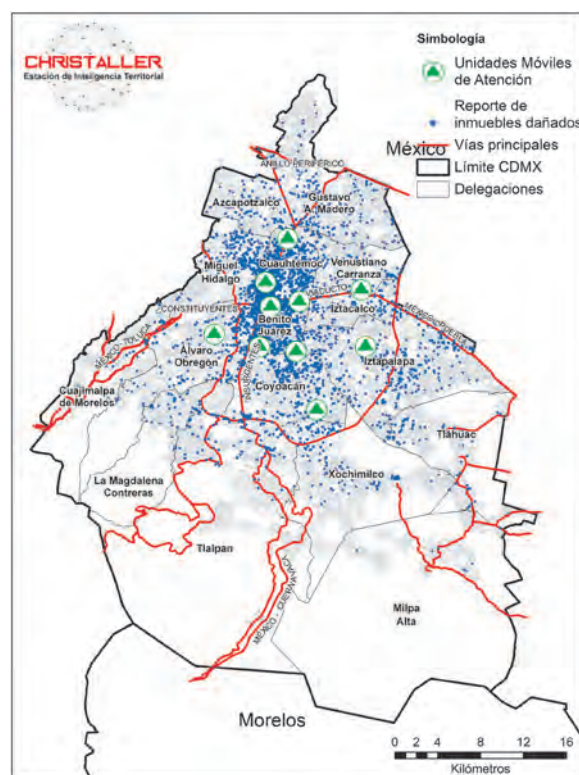 CHRISTALLER
Estación de Inteligencia Territorial
Simbología
Unidades Móviles
de Atención
Reporte de
inmuebles dañados
Vías principales
Límite CDMX
Delegaciones
México
ANILLO PERIFÉRICO
Azcapotzalco
Gustavo
A. Madero
Miguel
Hidalgo
Cuauhtémoc
Venustiano
Carranza
VIADUCTO
Iztacalco
CONSTITUYENTES
Benito
Juárez
MÉXICO-TOLUCA
Álvaro
Obregón
INSURGENTES
Iztapalapa
Cuajimalpa
de Morelos
Coyoacán
Tláhuac
La Magdalena
Contreras
Xochimilco
Tlalpan
MÉXICO - CUERNAVACA
Milpa
Alta
Morelos
0 2 4 8 12 16
Kilómetros